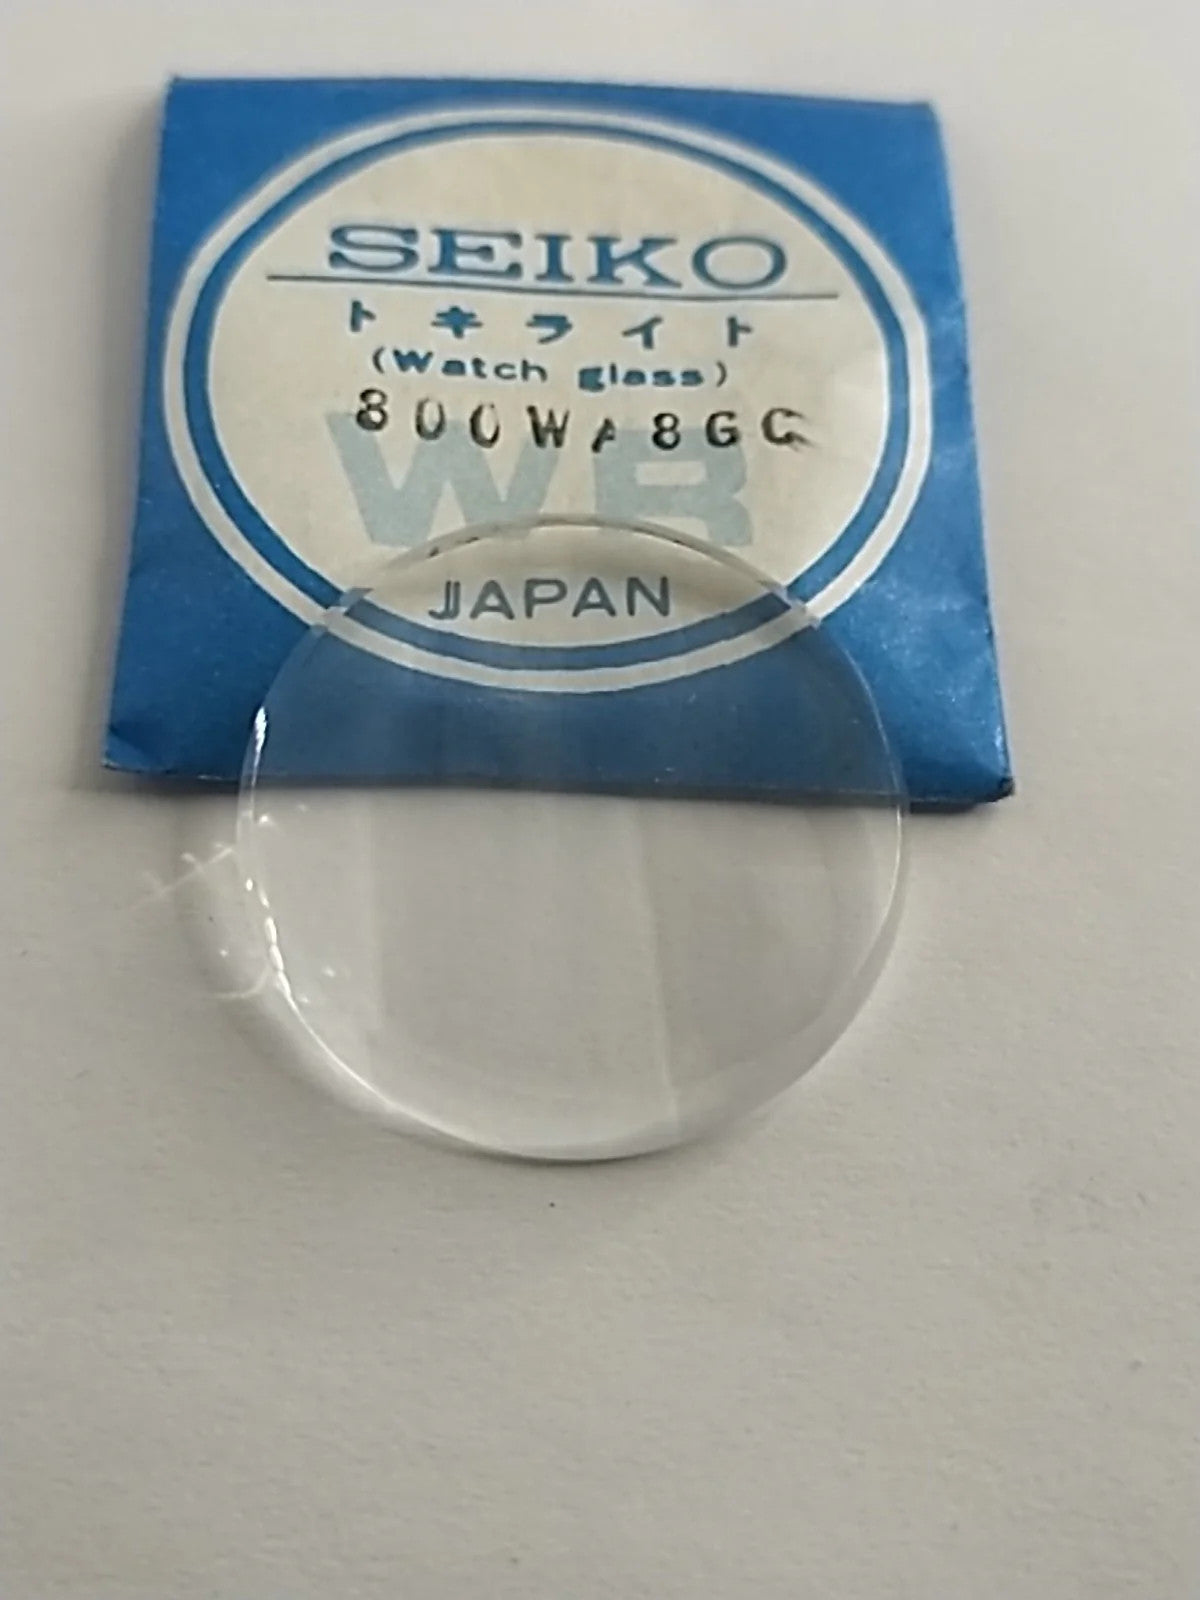 SEIKO
トキライト
(Watch glass)
800WA8GC
WR
JAPAN